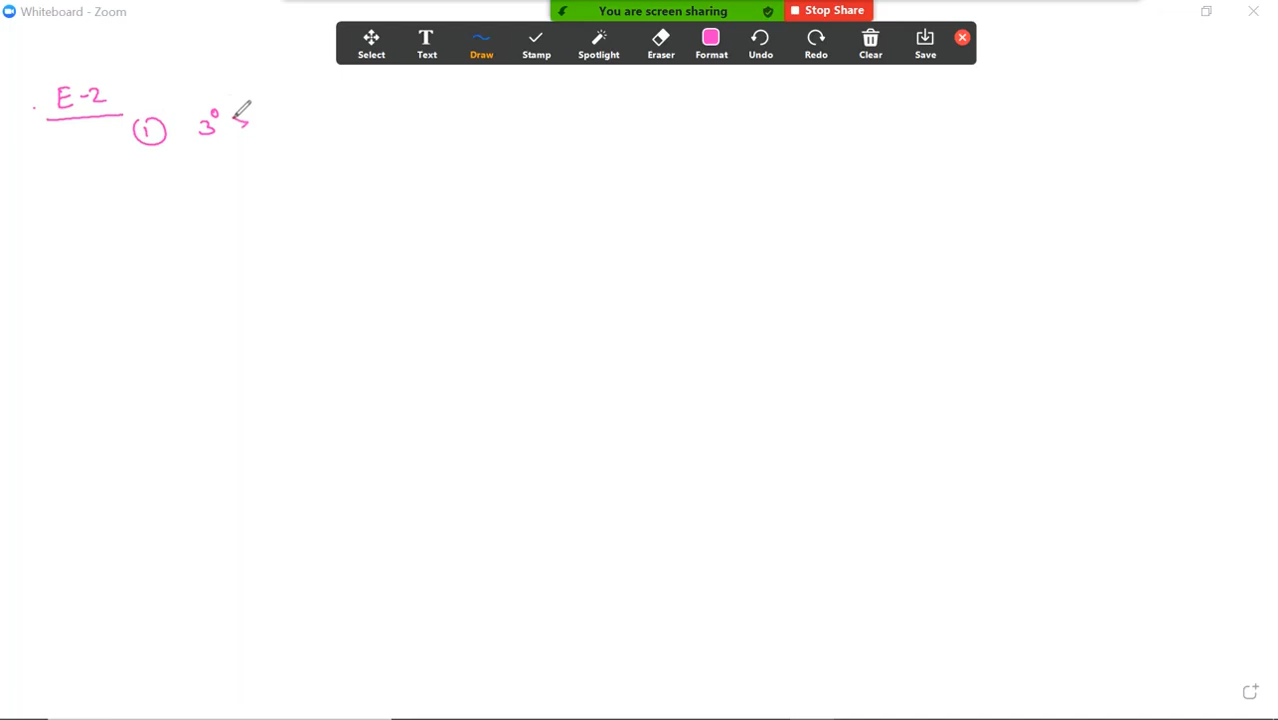 Whiteboard - Zoom
You are screen sharing
Stop Share
Select
Text
Draw
Stamp
Spotlight
Eraser
Format
Undo
Redo
Clear
Save
E-2
① 3°